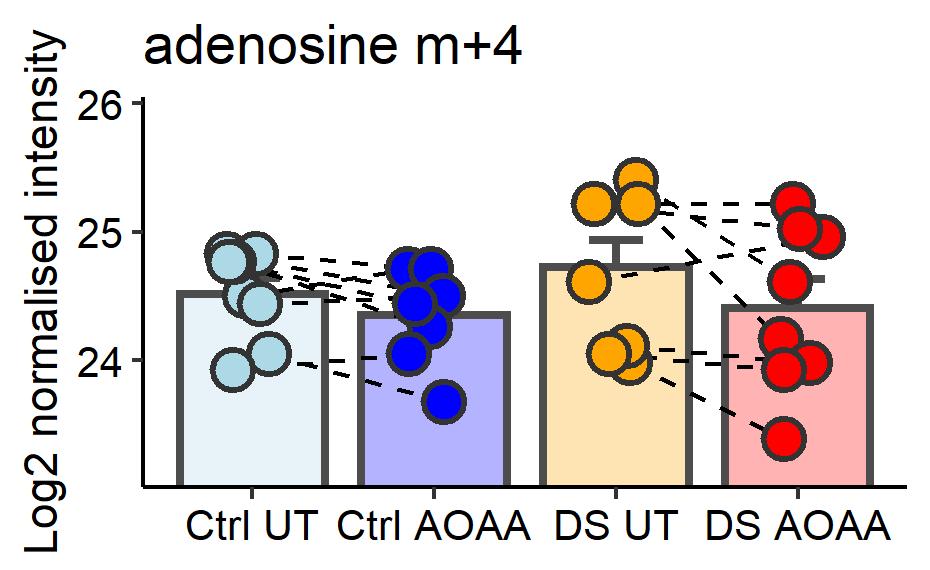 adenosine m+4
Log2 normalised intensity
26
25
24
Ctrl UT Ctrl AOAA DS UT DS AOAA